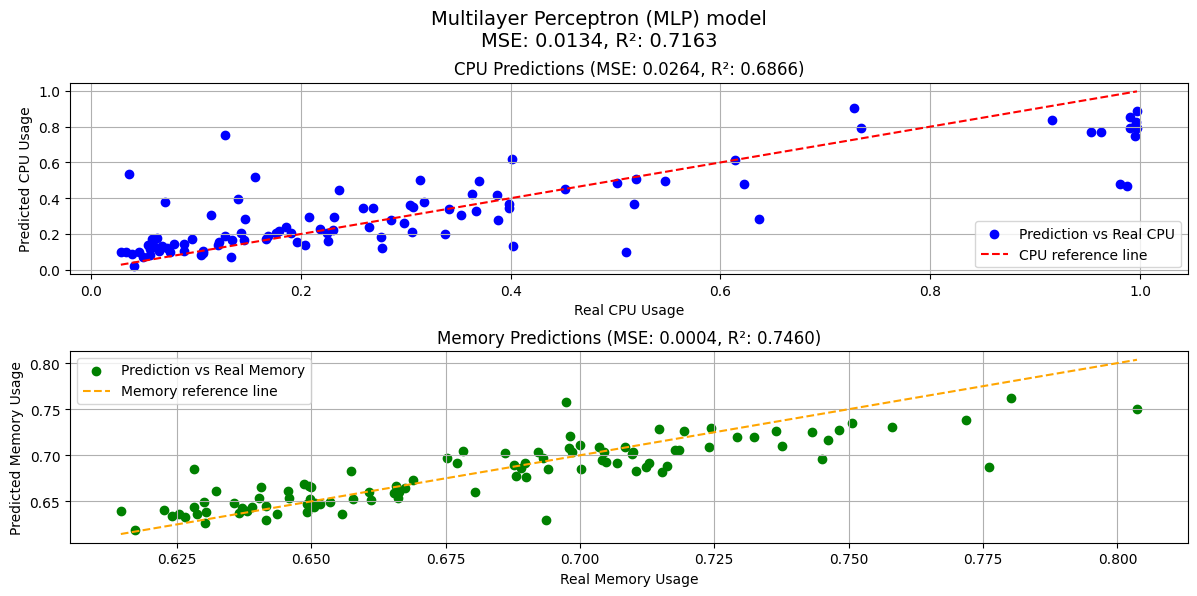 Multilayer Perceptron (MLP) model
MSE: 0.0134, R²: 0.7163
CPU Predictions (MSE: 0.0264, R²: 0.6866)
Predicted CPU Usage
1.0
0.8
0.6
0.4
0.2
0.0
Prediction vs Real CPU
CPU reference line
0.0 0.2 0.4 0.6 0.8 1.0
Real CPU Usage
Memory Predictions (MSE: 0.0004, R²: 0.7460)
Predicted Memory Usage
0.80
0.75
0.70
0.65
Prediction vs Real Memory
Memory reference line
0.625 0.650 0.675 0.700 0.725 0.750 0.775 0.800
Real Memory Usage